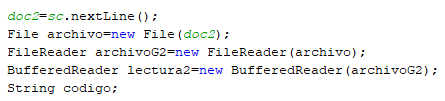 doc2=sc.nextLine();
File archivo=new File(doc2);
FileReader archivoG2=new FileReader(archivo);
BufferedReader lectura2=new BufferedReader(archivoG2);
String codigo;